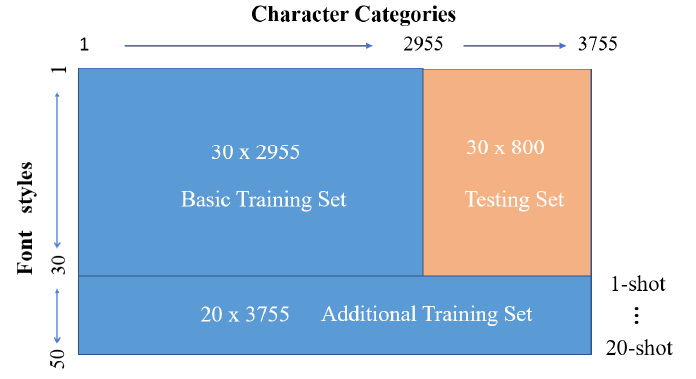 Character Categories
1 2955 3755
1
30 x 2955 30 x 800
Basic Training Set Testing Set
Font styles
30
1-shot
20 x 3755 Additional Training Set
⋮
20-shot
50